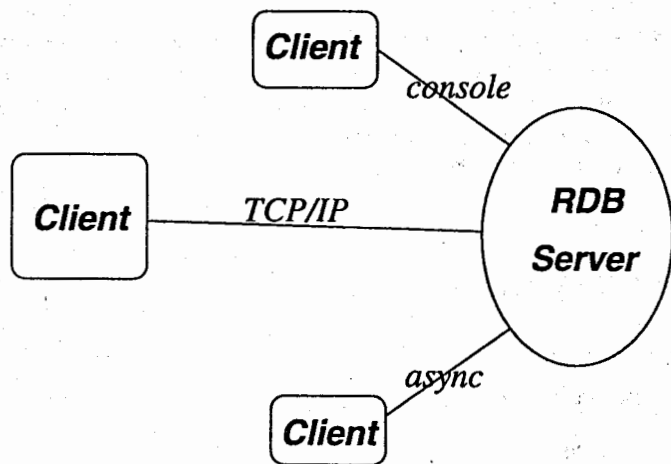 Client
console
Client
TCP/IP
RDB
Server
async
Client